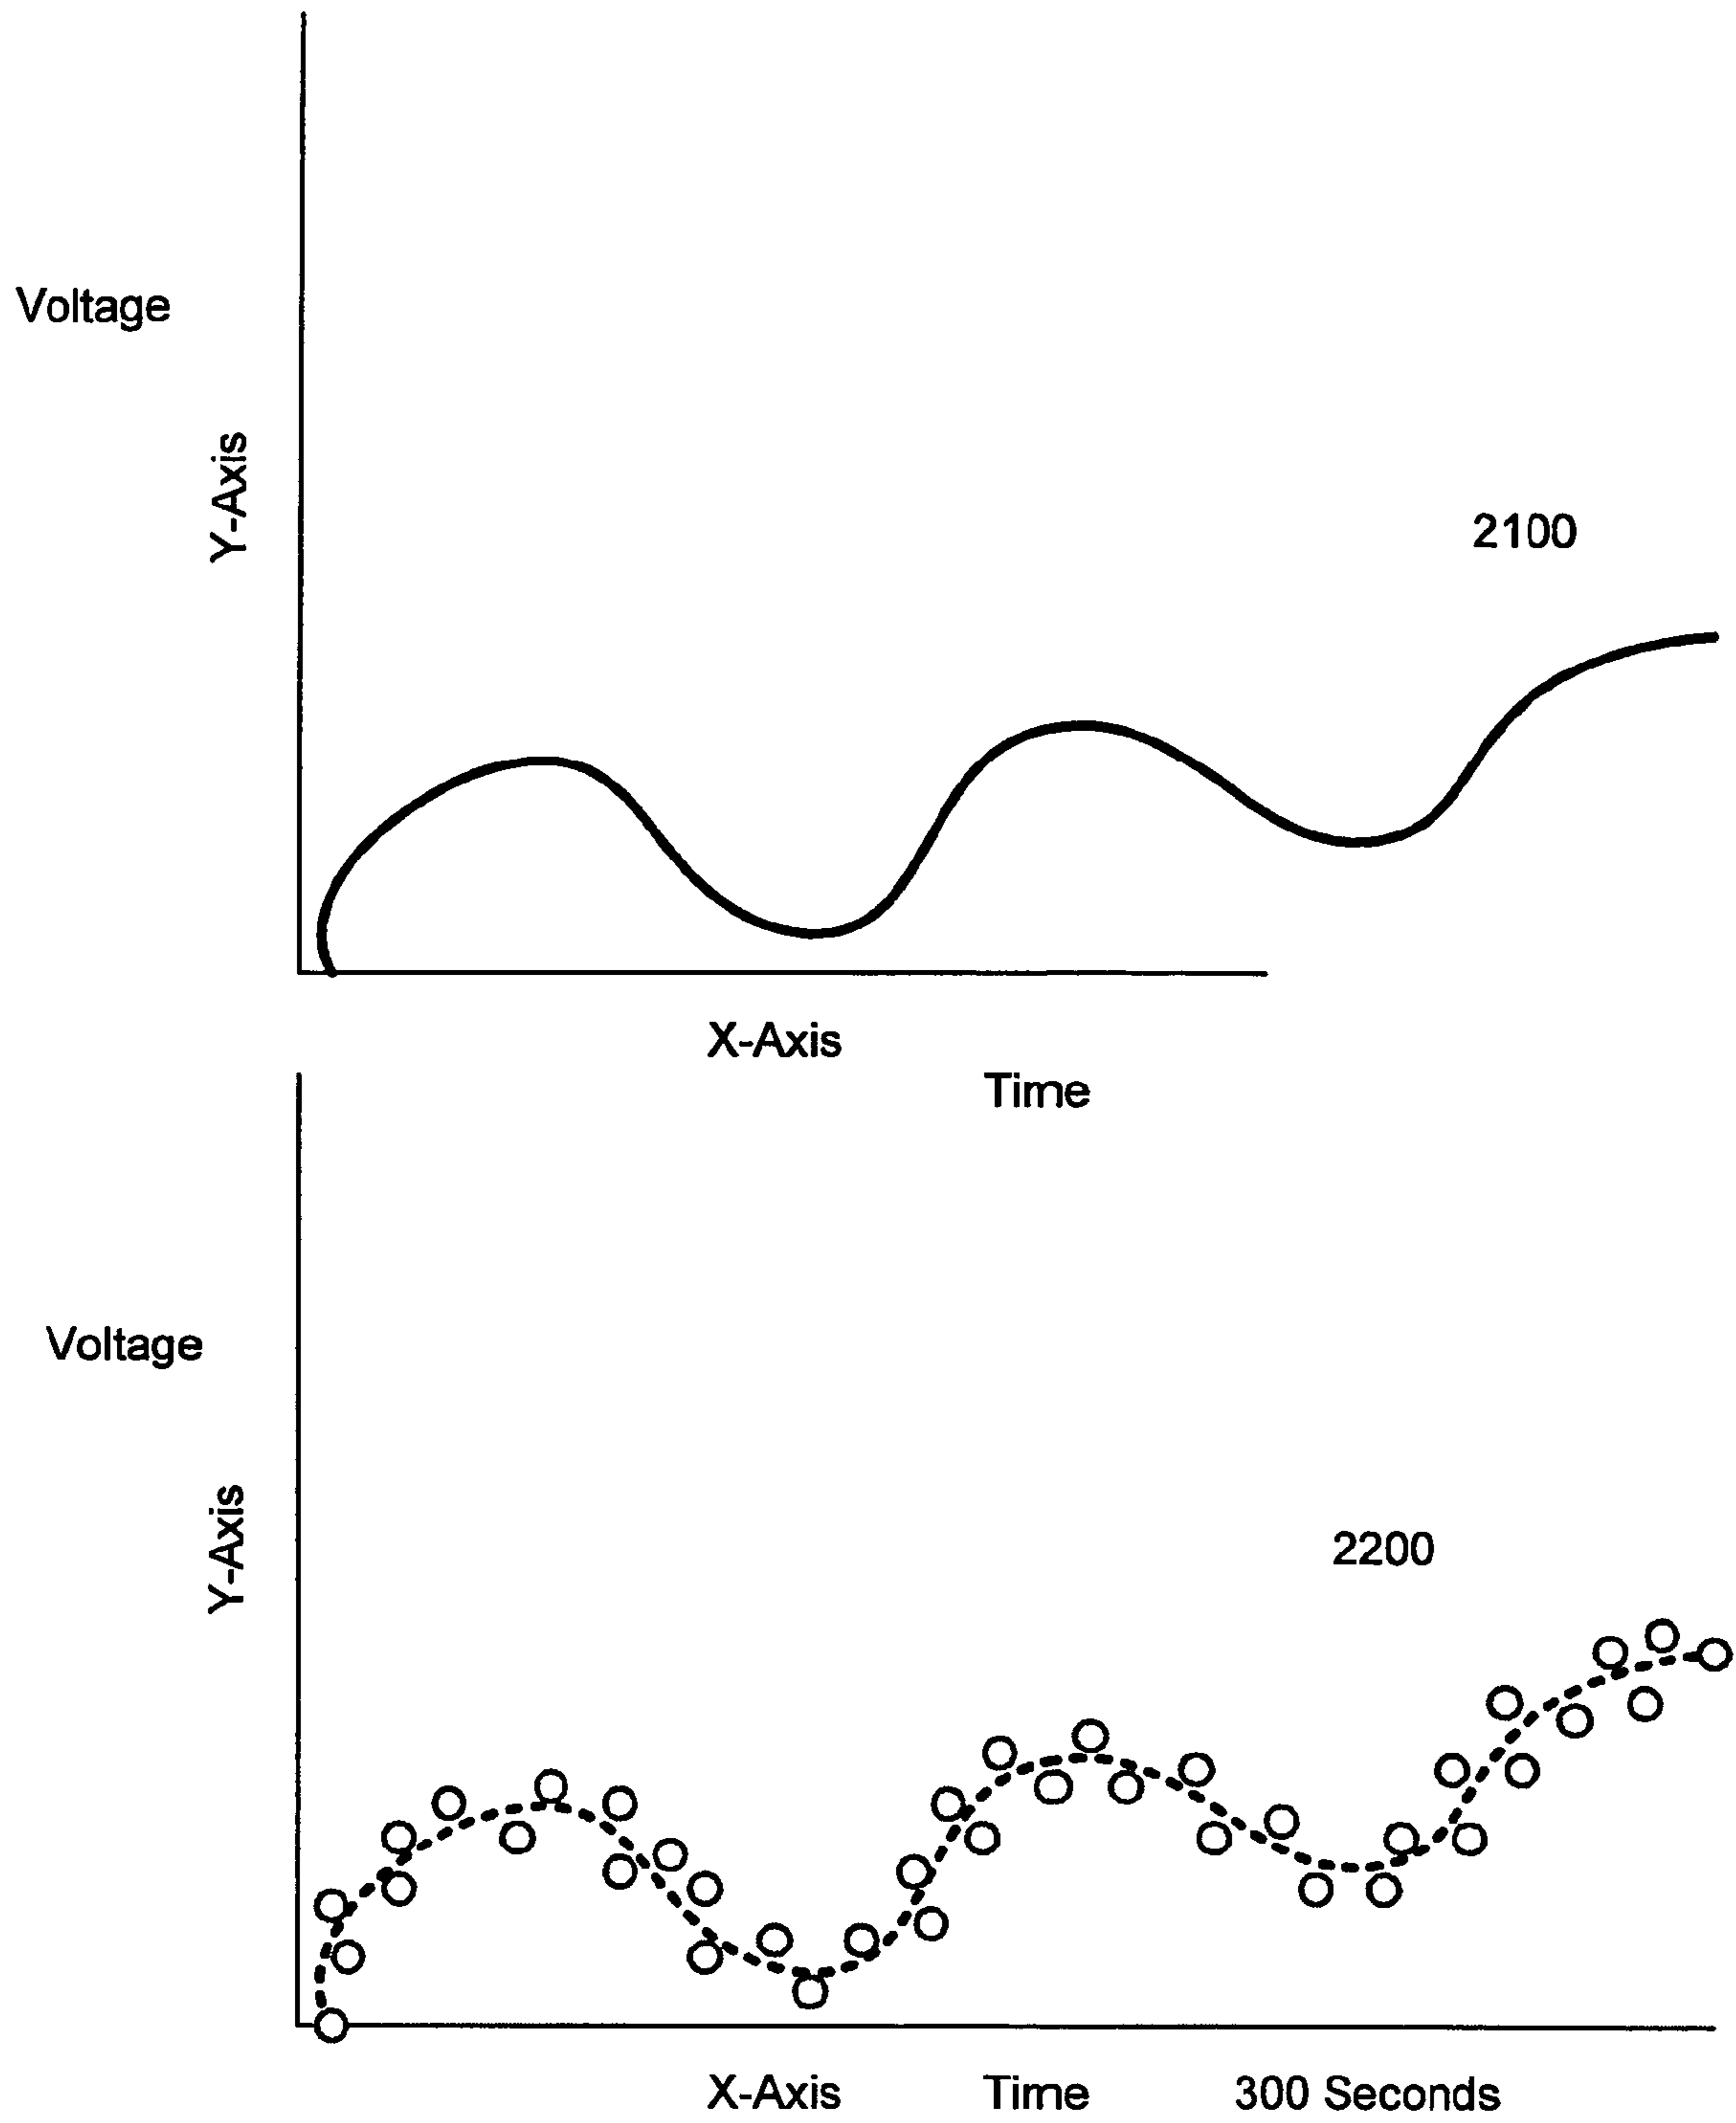 Voltage
Y-Axis
2100
X-Axis
Time
Voltage
Y-Axis
2200
X-Axis Time 300 Seconds